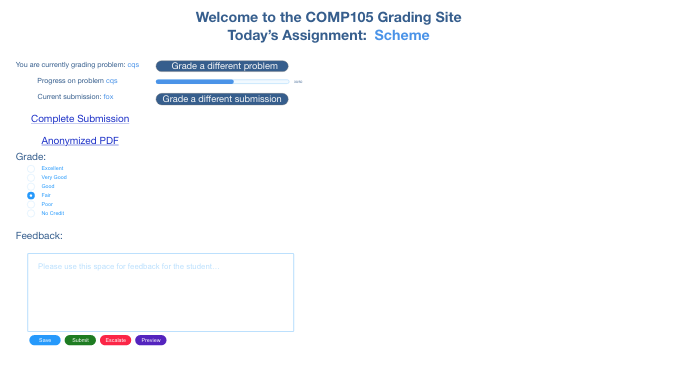 Welcome to the COMP105 Grading Site
Today's Assignment: Scheme
You are currently grading problem: cqs
Grade a different problem
Progress on problem cqs
Current submission: fox
Grade a different submission
Complete Submission
Anonymized PDF
Grade:
Excellent
Very Good
Good
Fair
Poor
No Credit
Feedback:
Please use this space for feedback for the student...
Save
Submit
Escalate
Preview